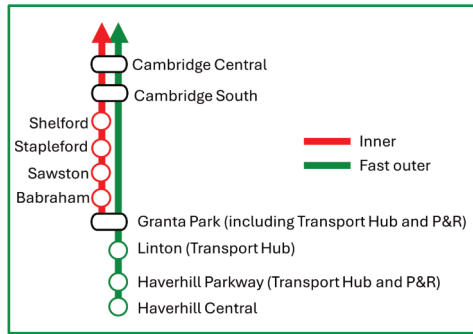 Cambridge Central
Cambridge South
Shelford
Stapleford
Sawston
Babraham
Inner
Fast outer
Granta Park (including Transport Hub and P&R)
Linton (Transport Hub)
Haverhill Parkway (Transport Hub and P&R)
Haverhill Central